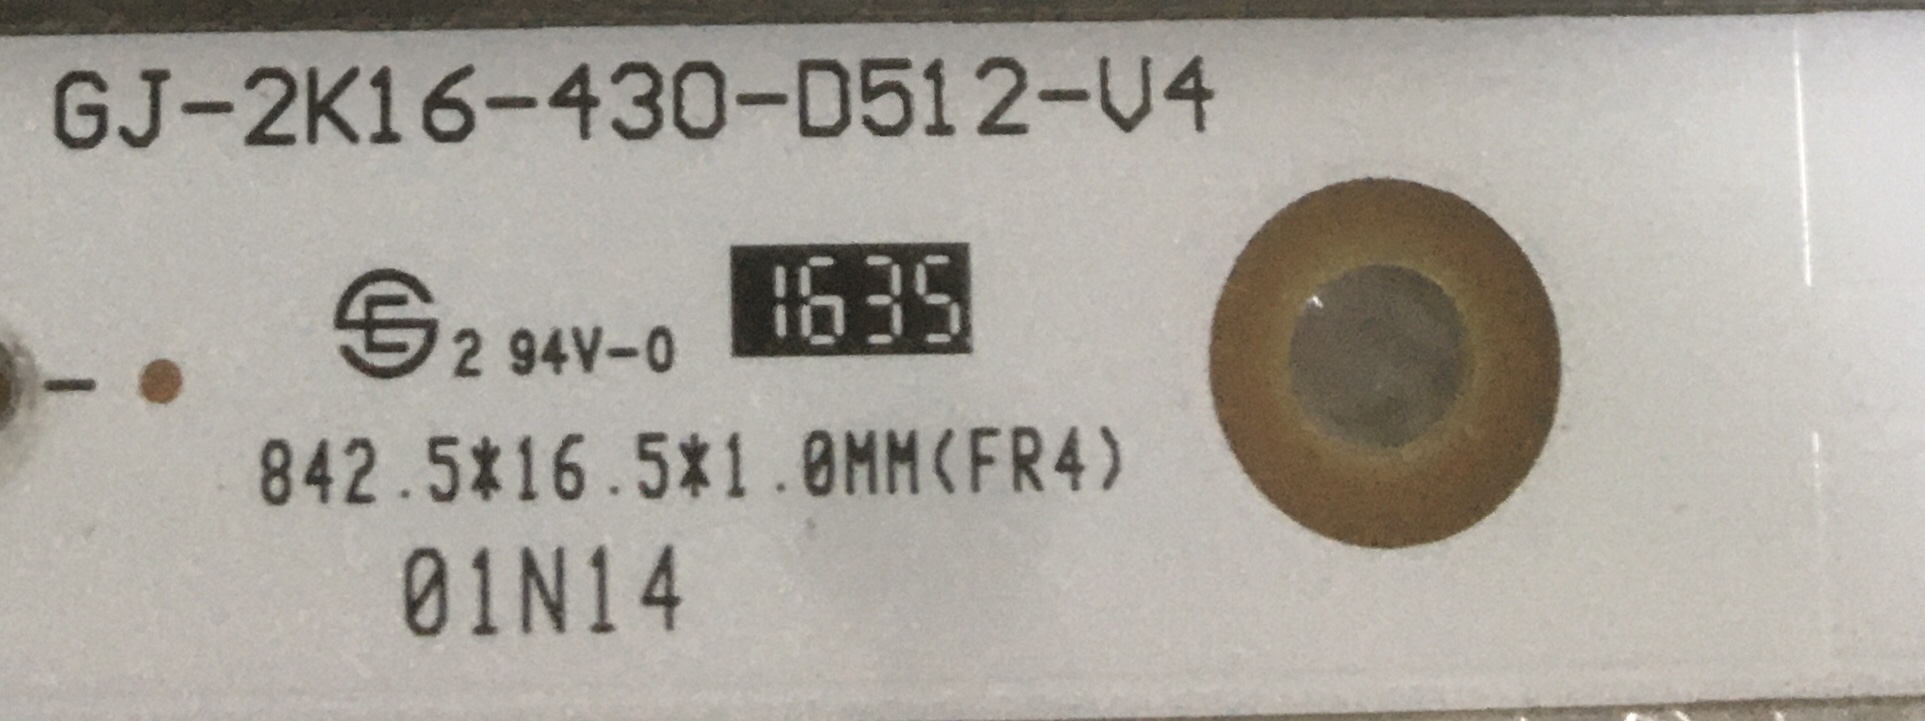 GJ-2K16-430-D512-V4
2 94V-0 1635
842.5*16.5*1.0MM(FR4)
01N14